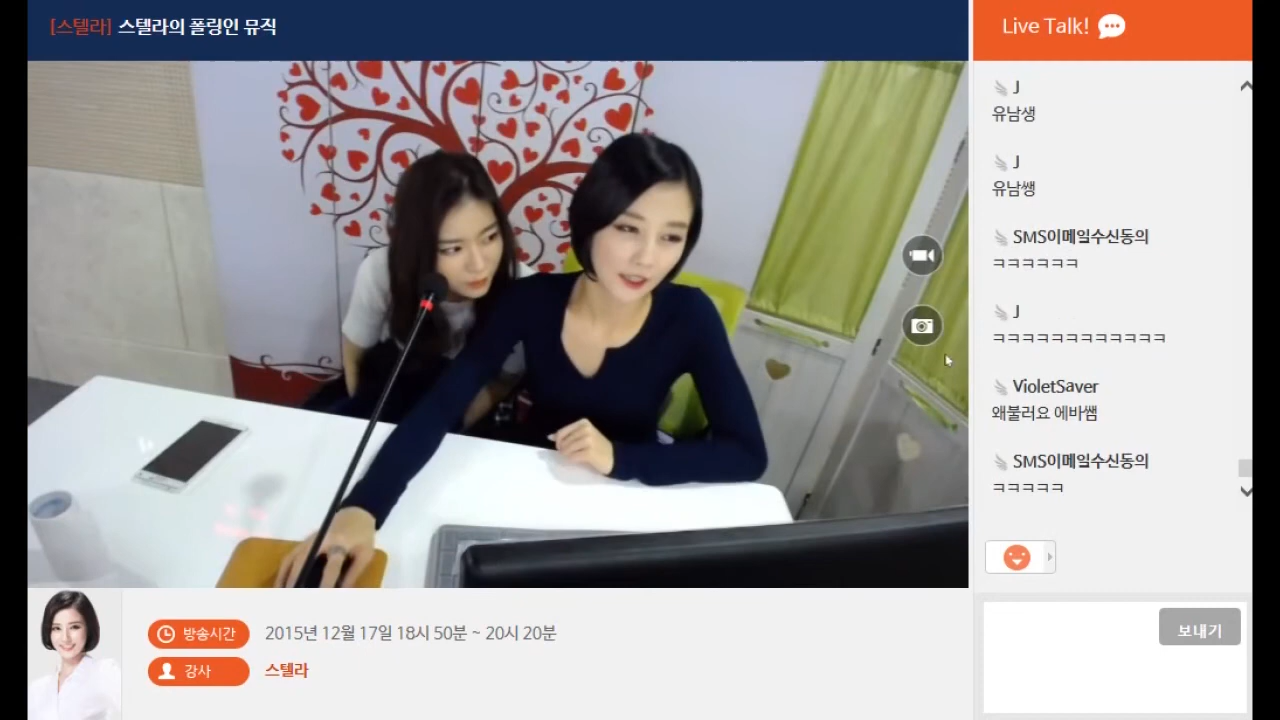 [스텔라] 스텔라의 폴링인 뮤직
Live Talk!
J
유남생
J
유남쌩
SMS이메일수신동의
ㅋㅋㅋㅋㅋㅋ
J
ㅋㅋㅋㅋㅋㅋㅋㅋㅋㅋㅋㅋ
VioletSaver
왜불러요 에바쌤
SMS이메일수신동의
ㅋㅋㅋㅋㅋ
보내기
방송시간 2015년 12월 17일 18시 50분 ~ 20시 20분
강사 스텔라